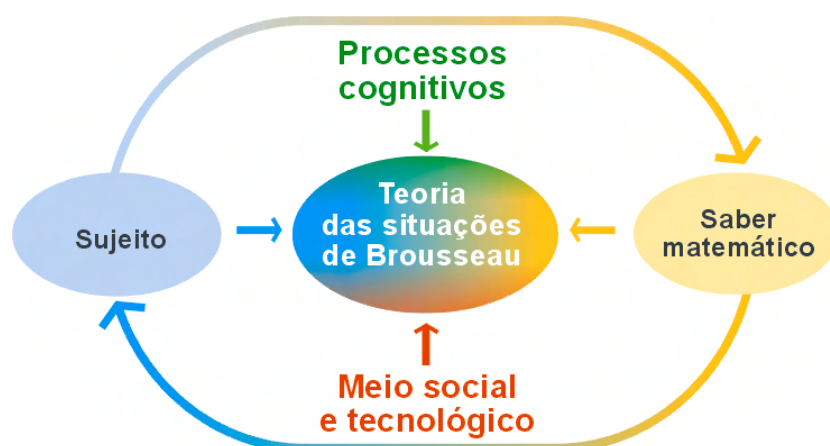 Processos
cognitivos
Sujeito
Teoria
das situações
de Brousseau
Saber
matemático
Meio social
e tecnológico